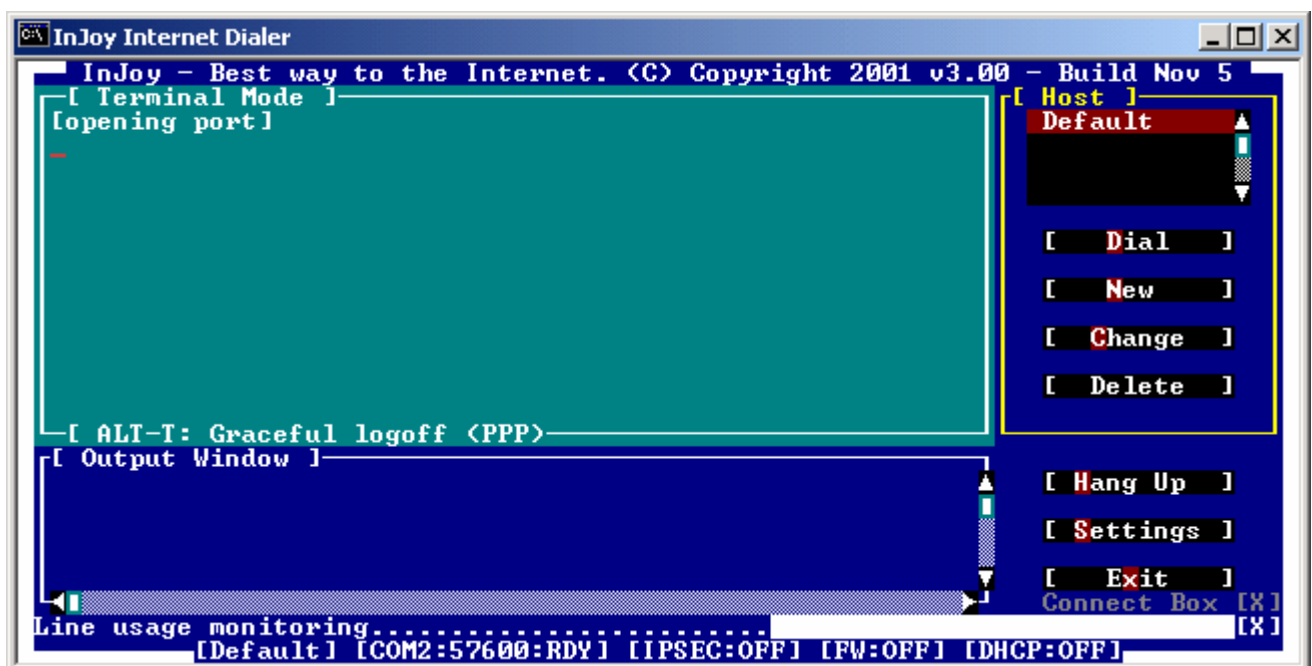 InJoy Internet Dialer
InJoy - Best way to the Internet. (C) Copyright 2001 v3.00 - Build Nov 5
[ Terminal Mode ]
[opening port]
[ ALT-T: Graceful logoff (PPP)
[ Host ]
Default
[ Dial ]
[ New ]
[ Change ]
[ Delete ]
[ Output Window ]
[ Hang Up ]
[ Settings ]
[ Exit ]
Connect Box [X]
Line usage monitoring......................... [X]
[Default] [COM2:57600:RDY] [IPSEC:OFF] [FW:OFF] [DHCP:OFF]